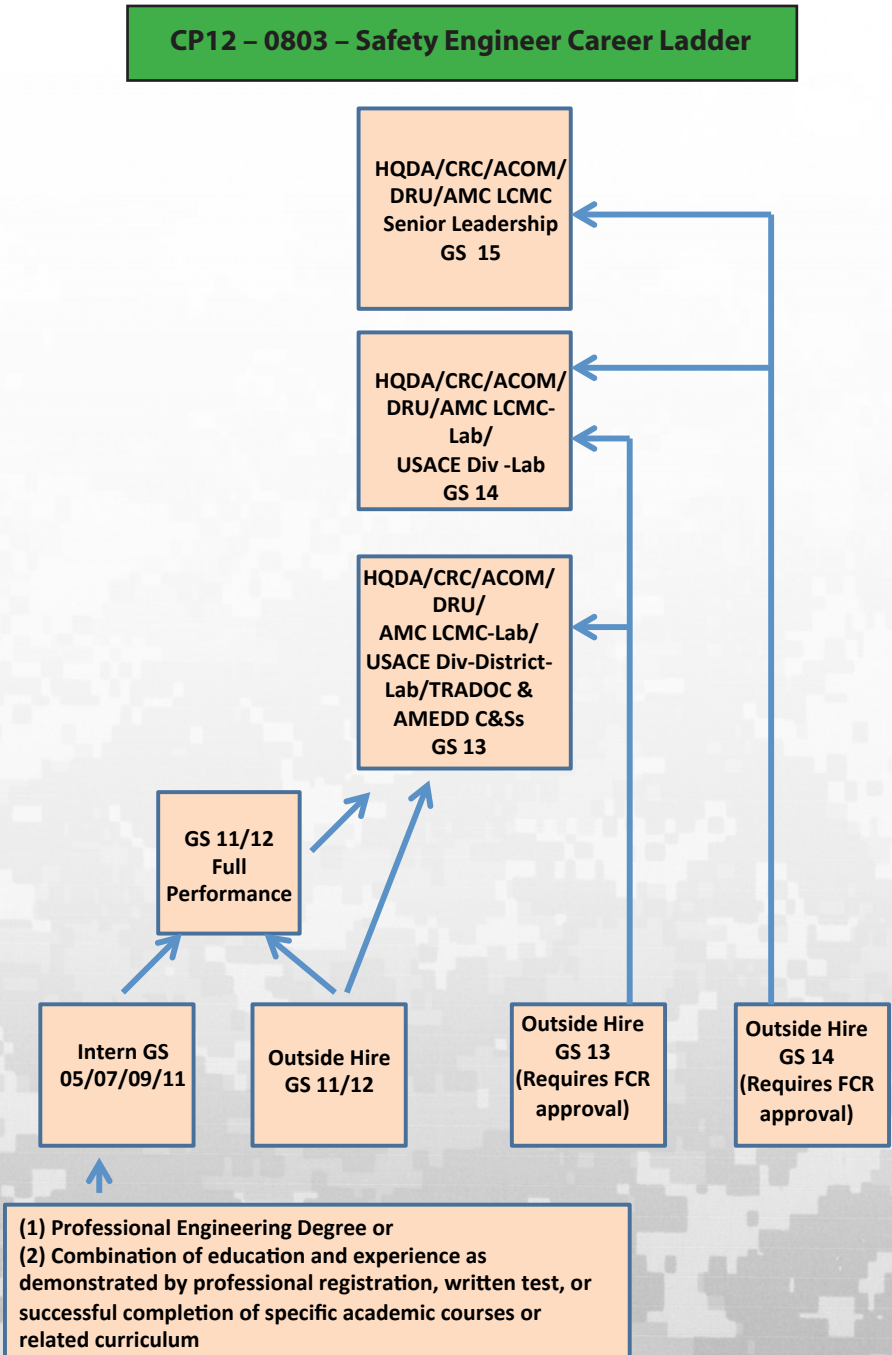 CP12 – 0803 – Safety Engineer Career Ladder
HQDA/CRC/ACOM/
DRU/AMC LCMC
Senior Leadership
GS 15
HQDA/CRC/ACOM/
DRU/AMC LCMC-
Lab/
USACE Div -Lab
GS 14
HQDA/CRC/ACOM/
DRU/
AMC LCMC-Lab/
USACE Div-District-
Lab/TRADOC &
AMEDD C&Ss
GS 13
GS 11/12
Full
Performance
Intern GS
05/07/09/11
Outside Hire
GS 11/12
Outside Hire
GS 13
(Requires FCR
approval)
Outside Hire
GS 14
(Requires FCR
approval)
(1) Professional Engineering Degree or
(2) Combination of education and experience as
demonstrated by professional registration, written test, or
successful completion of specific academic courses or
related curriculum